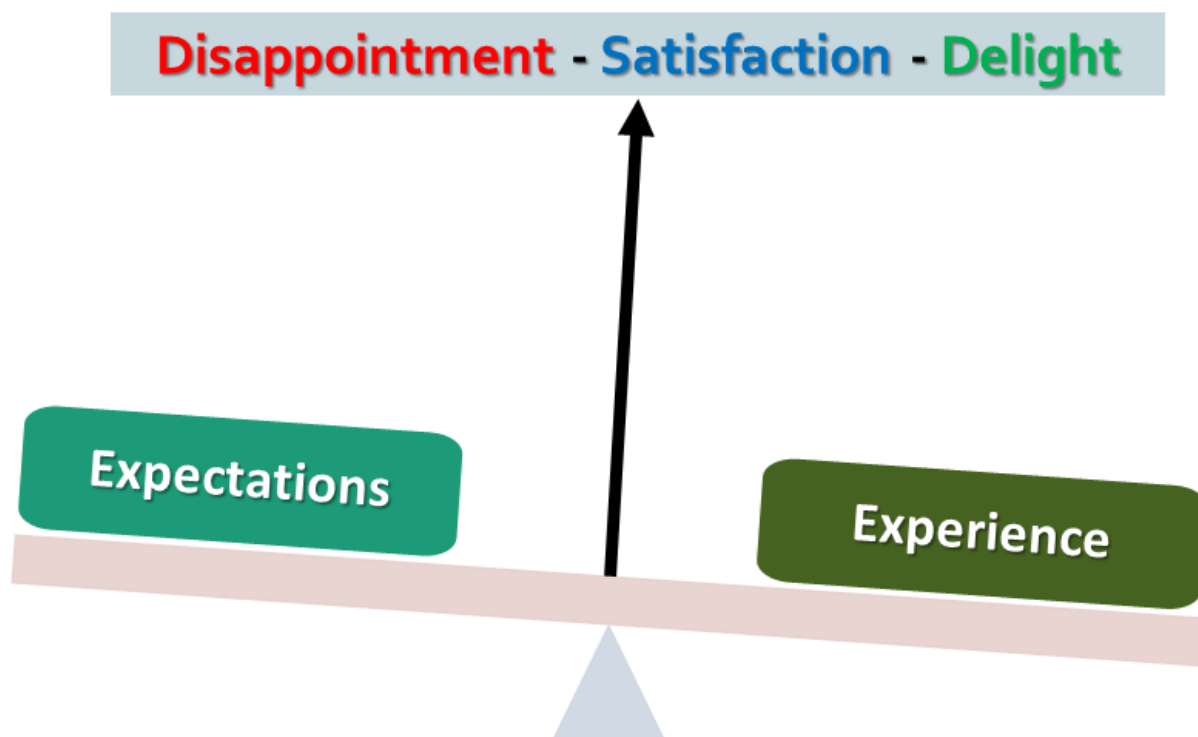 Disappointment - Satisfaction - Delight
Expectations
Experience